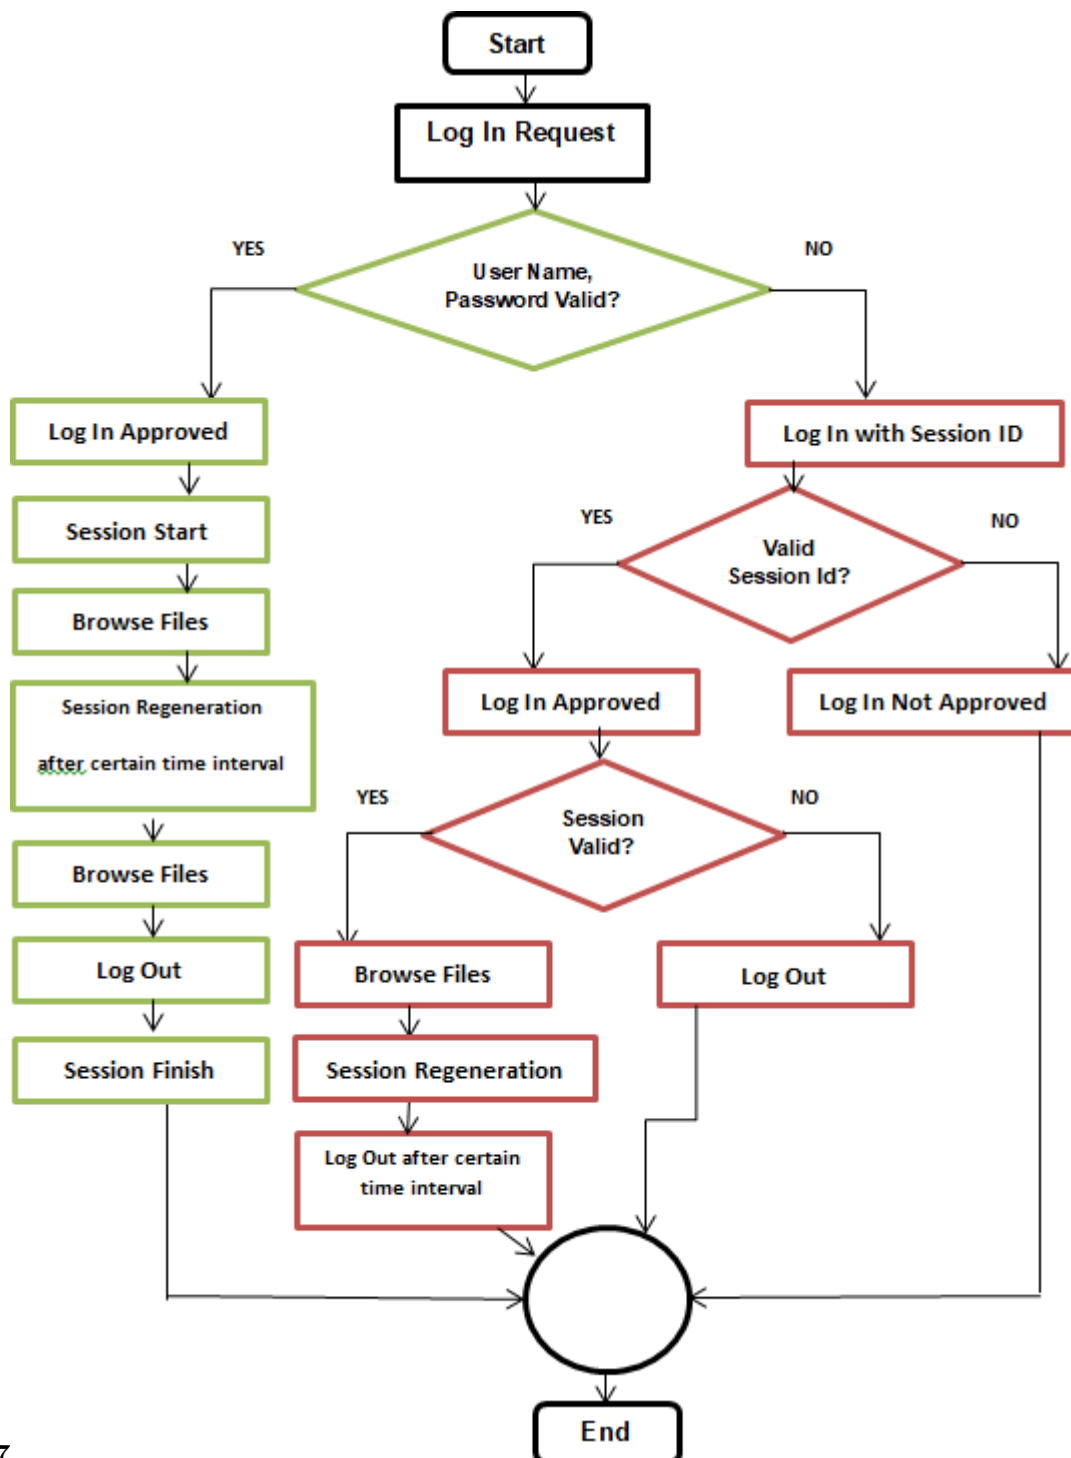 Start
Log In Request
YES
NO
User Name,
Password Valid?
Log In Approved
Log In with Session ID
Session Start
YES
NO
Valid
Session Id?
Browse Files
Log In Approved
Log In Not Approved
Session Regeneration
after certain time interval
YES
NO
Session
Valid?
Browse Files
Log Out
Browse Files
Log Out
Session Finish
Session Regeneration
Log Out after certain
time interval
End
7